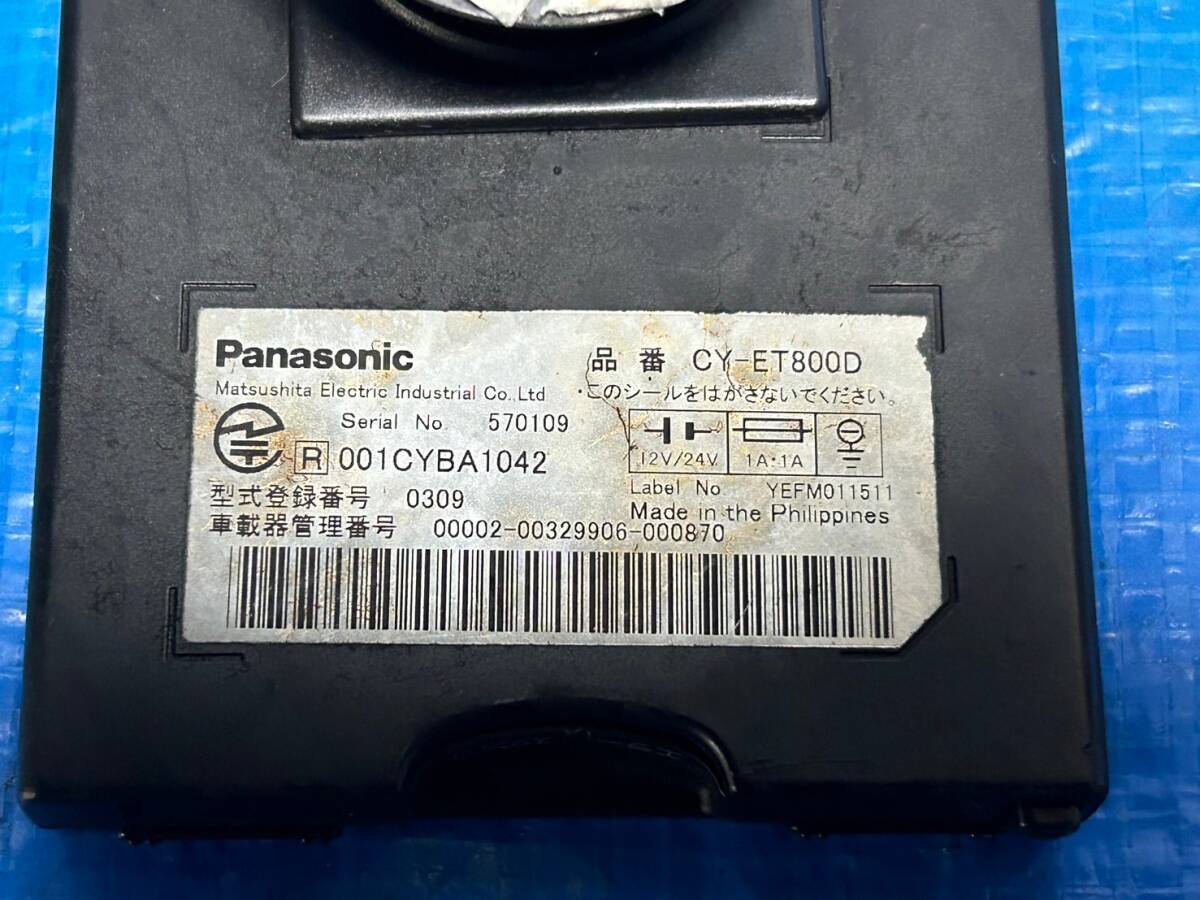 Panasonic
Matsushita Electric Industrial Co.,Ltd
Serial No. 570109
R 001CYBA1042
型式登録番号 0309
車載器管理番号 00002-00329906-000870
品番 CY-ET800D
・このシールをはがさないでください。
12V/24V 1A・1A
Label No YEFM011511
Made in the Philippines